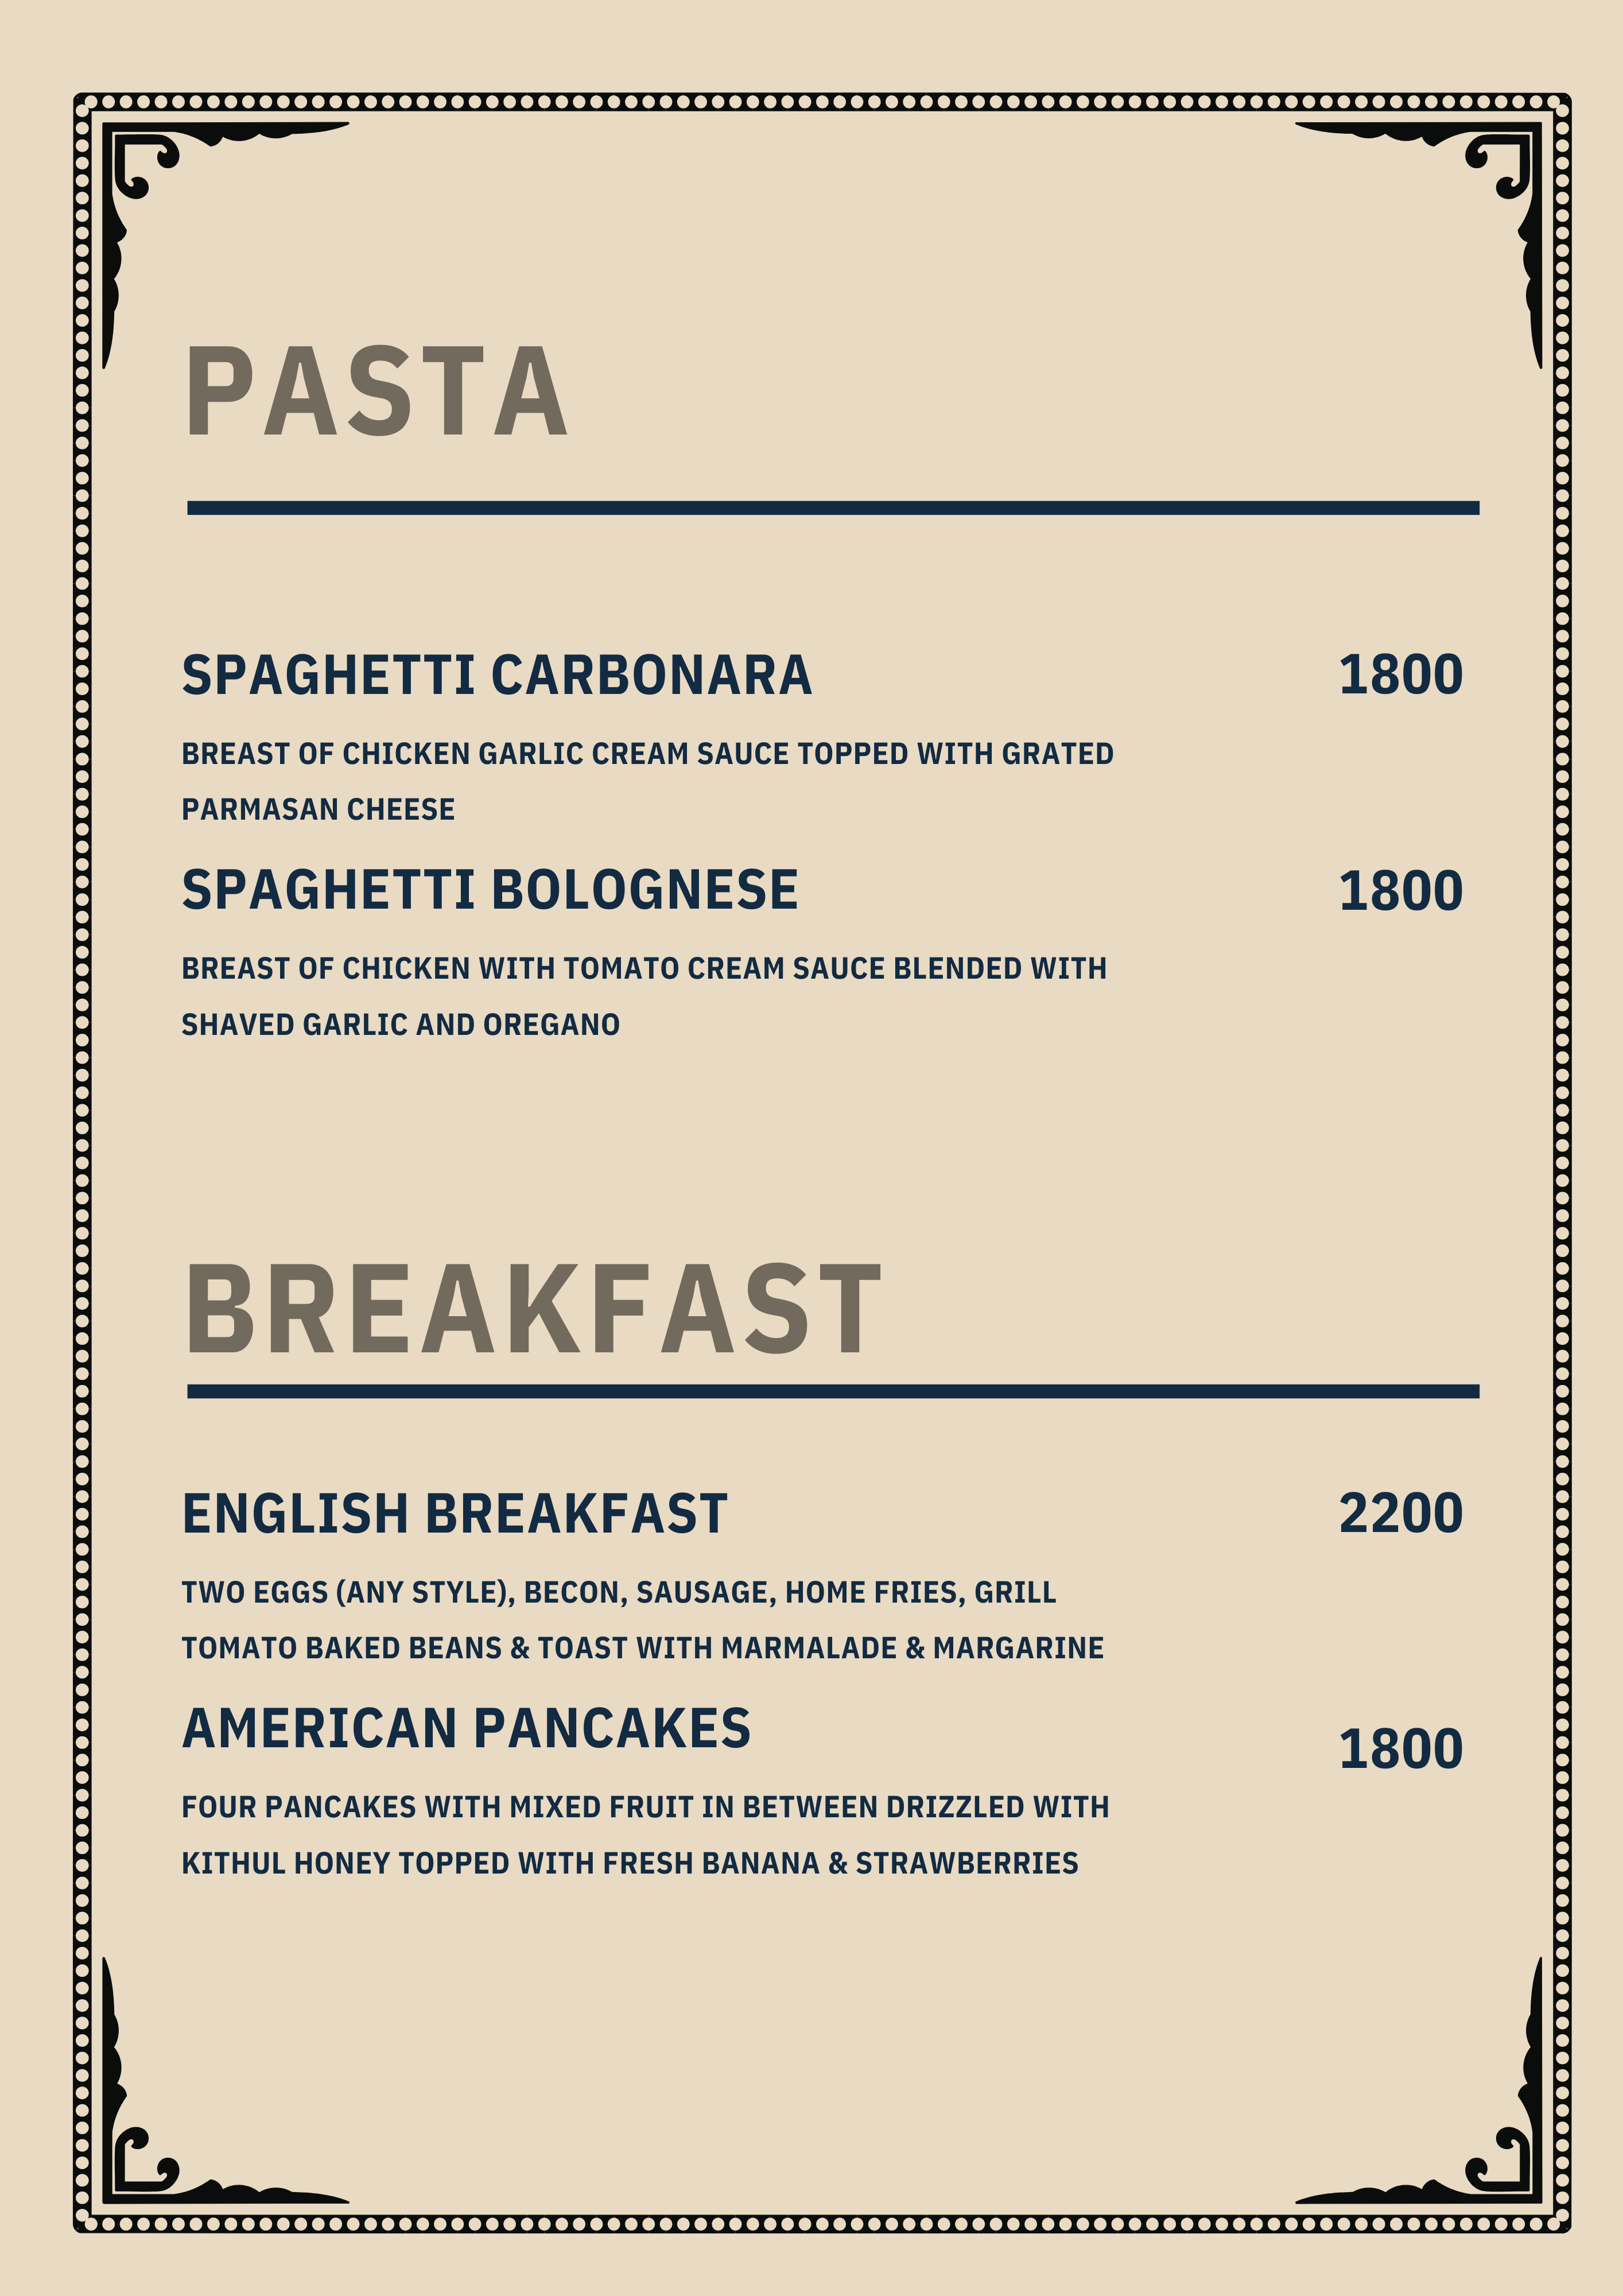 PASTA
SPAGHETTI CARBONARA 1800
BREAST OF CHICKEN GARLIC CREAM SAUCE TOPPED WITH GRATED
PARMASAN CHEESE
SPAGHETTI BOLOGNESE 1800
BREAST OF CHICKEN WITH TOMATO CREAM SAUCE BLENDED WITH
SHAVED GARLIC AND OREGANO
BREAKFAST
ENGLISH BREAKFAST 2200
TWO EGGS (ANY STYLE), BECON, SAUSAGE, HOME FRIES, GRILL
TOMATO BAKED BEANS & TOAST WITH MARMALADE & MARGARINE
AMERICAN PANCAKES 1800
FOUR PANCAKES WITH MIXED FRUIT IN BETWEEN DRIZZLED WITH
KITHUL HONEY TOPPED WITH FRESH BANANA & STRAWBERRIES